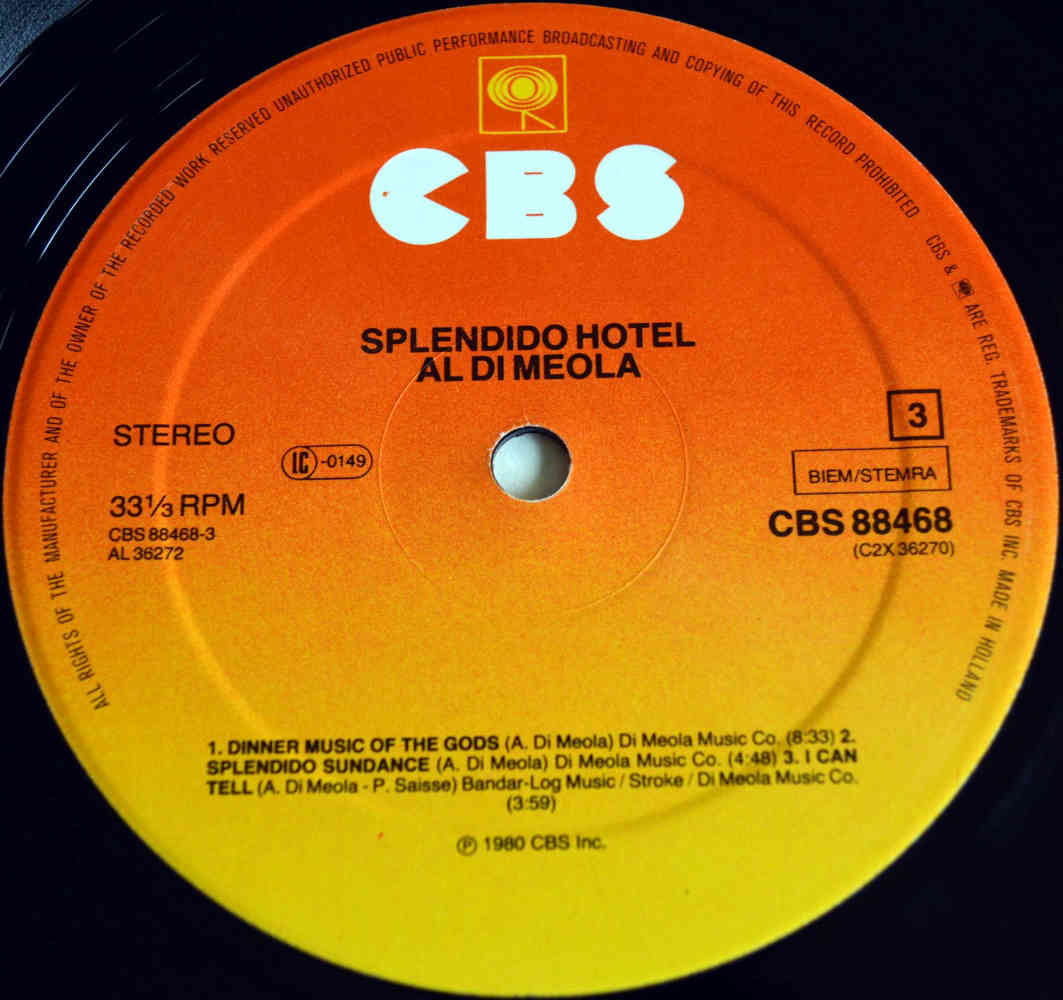 ALL RIGHTS OF THE MANUFACTURER AND OF THE OWNER OF THE RECORDED WORK RESERVED UNAUTHORIZED PUBLIC PERFORMANCE BROADCASTING AND COPYING OF THIS RECORD PROHIBITED CBS & ARE REG. TRADEMARKS OF CBS INC. MADE IN HOLLAND
CBS
SPLENDIDO HOTEL
AL DI MEOLA
STEREO
LC-0149
33⅓ RPM
CBS 88468-3
AL 36272
3
BIEM/STEMRA
CBS 88468
(C2X 36270)
1. DINNER MUSIC OF THE GODS (A. Di Meola) Di Meola Music Co. (8:33) 2.
SPLENDIDO SUNDANCE (A. Di Meola) Di Meola Music Co. (4:48) 3. I CAN
TELL (A. Di Meola - P. Saisse) Bandar-Log Music / Stroke / Di Meola Music Co.
(3:59)
℗ 1980 CBS Inc.